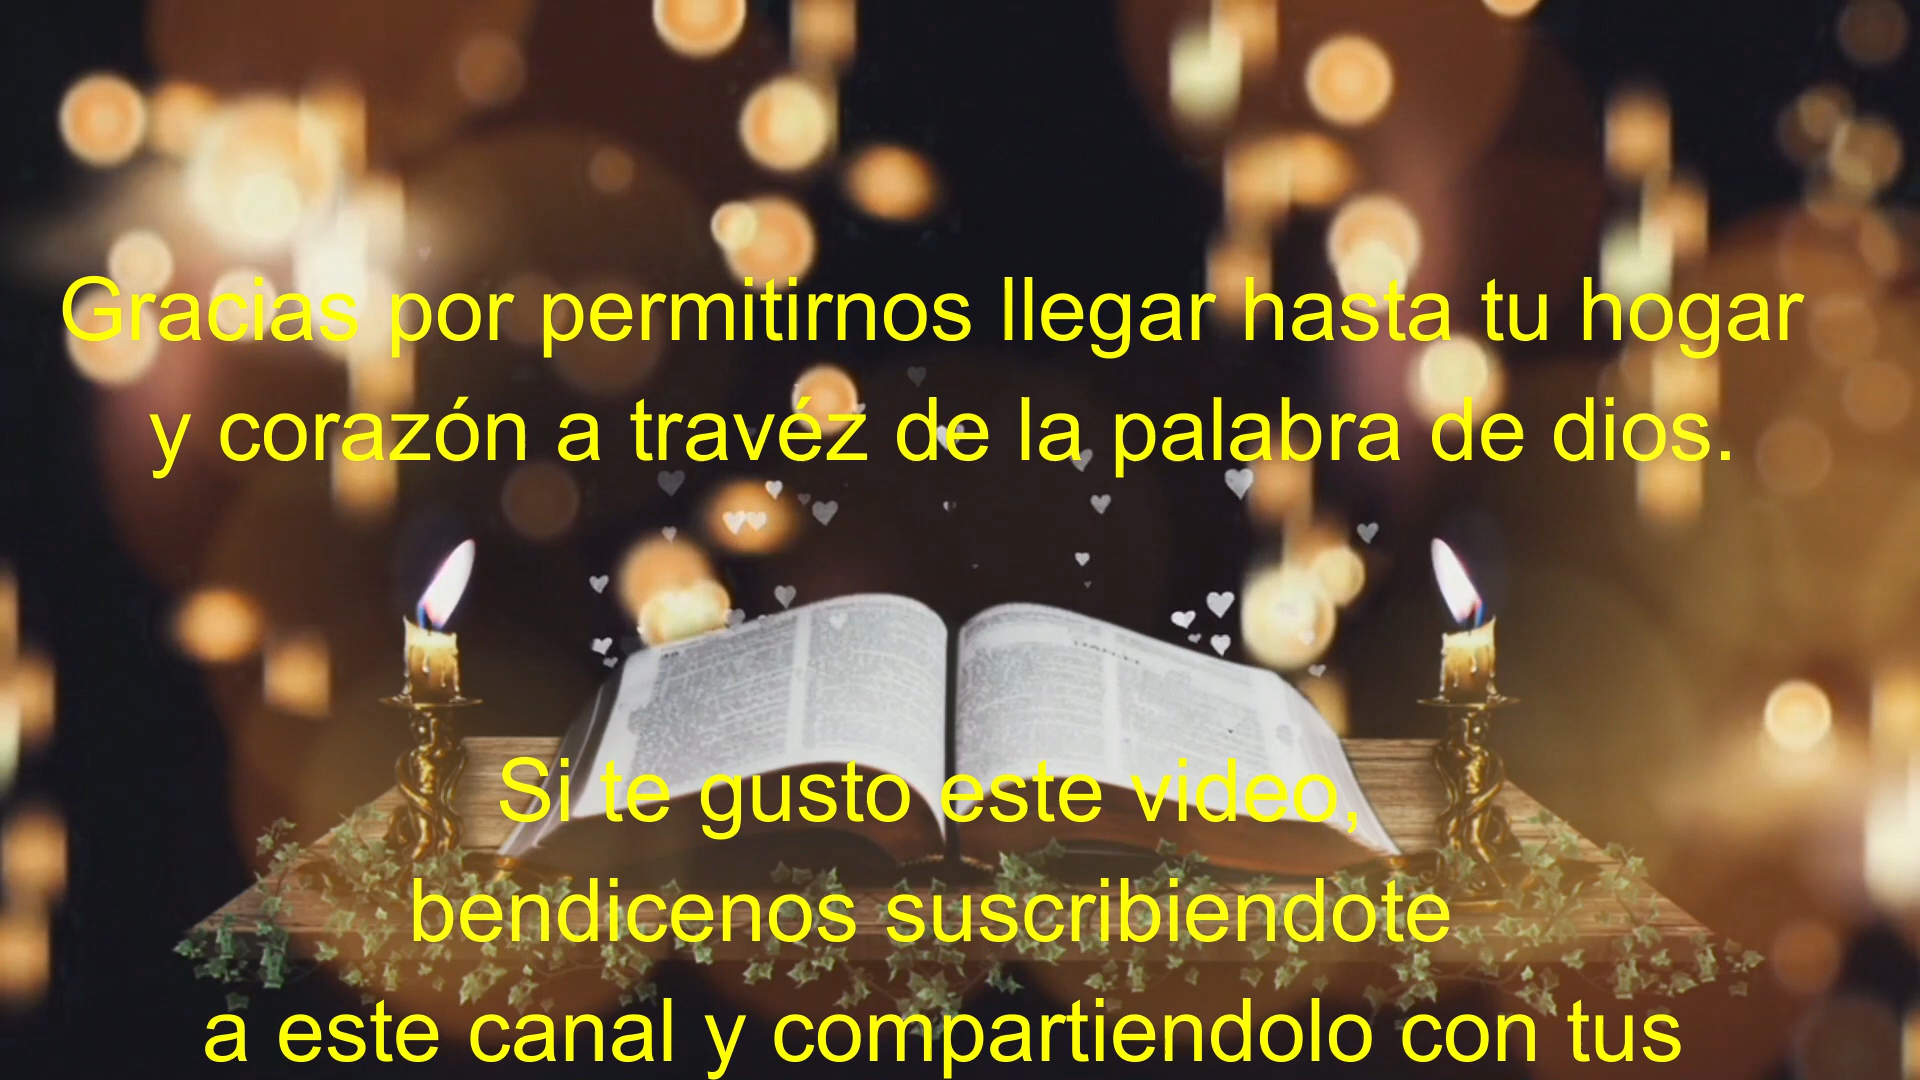 Gracias por permitirnos llegar hasta tu hogar
y corazón a travéz de la palabra de dios.
Si te gusto este video,
bendicenos suscribiendote
a este canal y compartiendolo con tus